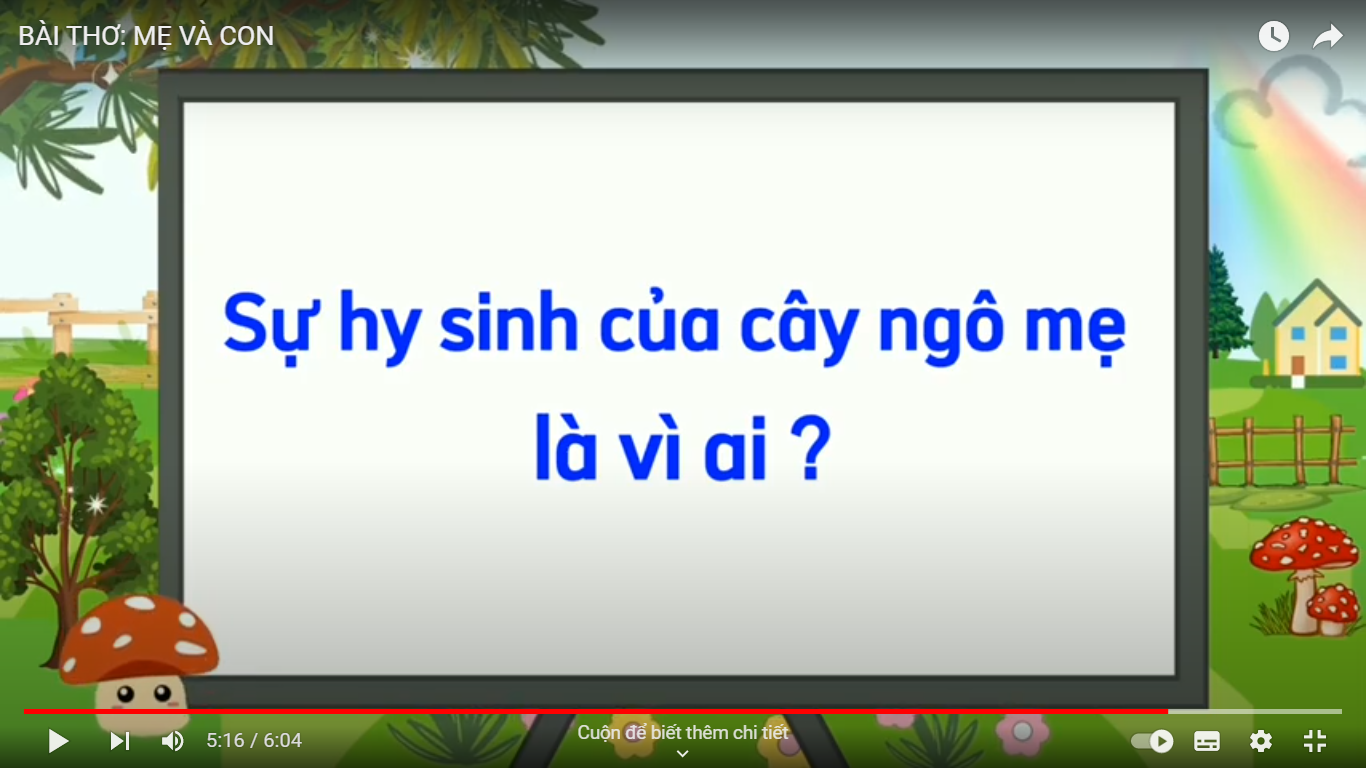 BÀI THƠ: MẸ VÀ CON
Sự hy sinh của cây ngô mẹ
là vì ai ?
Cuộn để biết thêm chi tiết
5:16 / 6:04